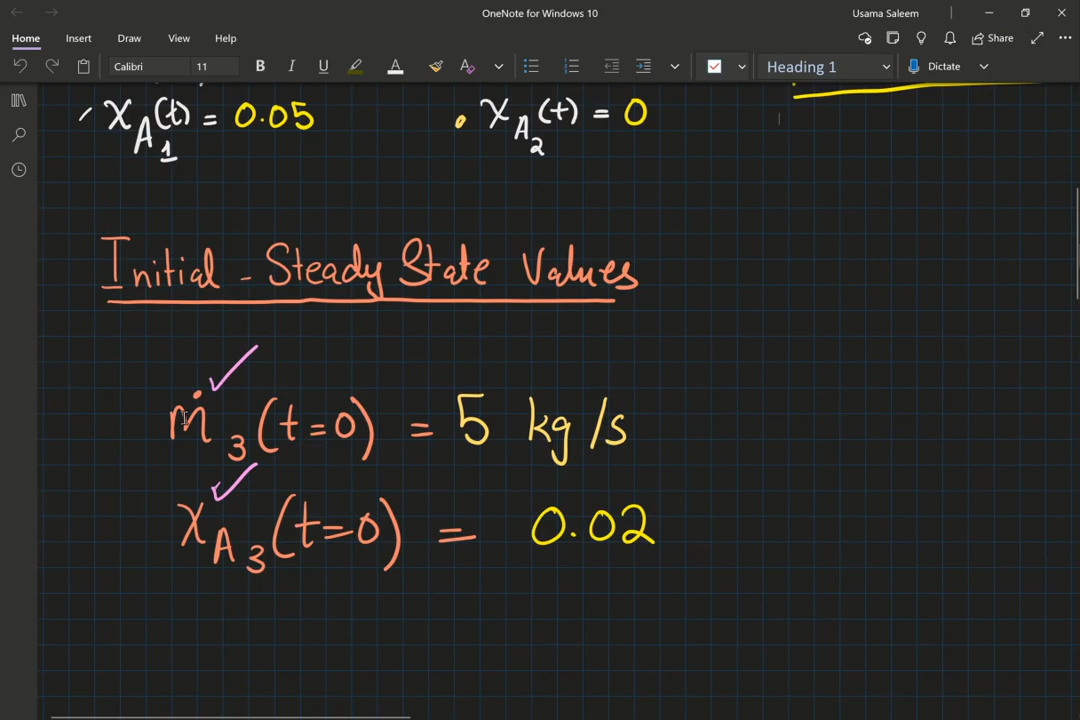 OneNote for Windows 10
Usama Saleem
Home Insert Draw View Help
Share
Calibri 11 B I U A A Heading 1 Dictate
x_A1(t) = 0.05
x_A2(t) = 0
Initial - Steady State Values
ṁ_3(t=0) = 5 kg/s
x_A3(t=0) = 0.02